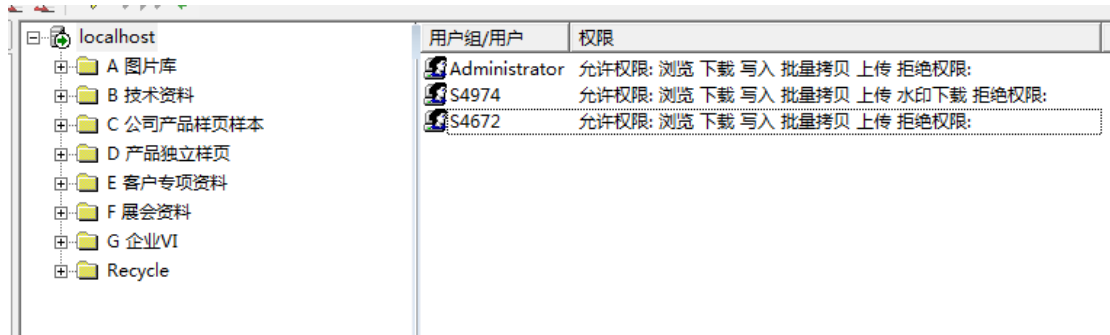 localhost
A 图片库
B 技术资料
C 公司产品样页样本
D 产品独立样页
E 客户专项资料
F 展会资料
G 企业VI
Recycle
用户组/用户 权限
Administrator 允许权限: 浏览 下载 写入 批量拷贝 上传 拒绝权限:
S4974 允许权限: 浏览 下载 写入 批量拷贝 上传 水印下载 拒绝权限:
S4672 允许权限: 浏览 下载 写入 批量拷贝 上传 拒绝权限: